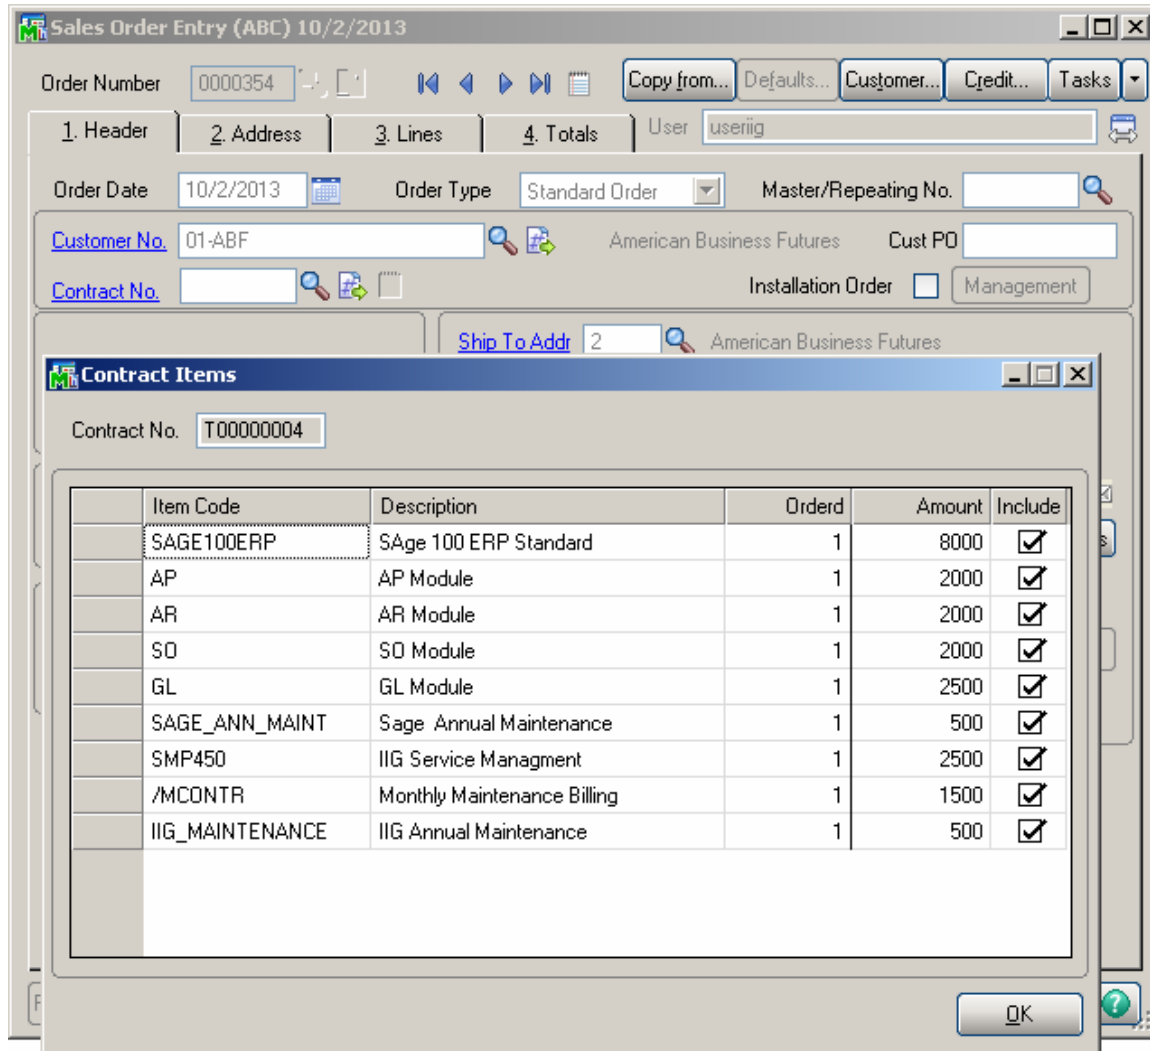 Sales Order Entry (ABC) 10/2/2013
Order Number 0000354 Copy from... Defaults... Customer... Credit... Tasks
1. Header 2. Address 3. Lines 4. Totals User useriig
Order Date 10/2/2013 Order Type Standard Order Master/Repeating No.
Customer No. 01-ABF American Business Futures Cust PO
Contract No. Installation Order Management
Ship To Addr 2 American Business Futures
Contract Items
Contract No. T00000004
Item Code Description Orderd Amount Include
SAGE100ERP SAge 100 ERP Standard 1 8000
AP AP Module 1 2000
AR AR Module 1 2000
SO SO Module 1 2000
GL GL Module 1 2500
SAGE_ANN_MAINT Sage Annual Maintenance 1 500
SMP450 IIG Service Managment 1 2500
/MCONTR Monthly Maintenance Billing 1 1500
IIG_MAINTENANCE IIG Annual Maintenance 1 500
OK